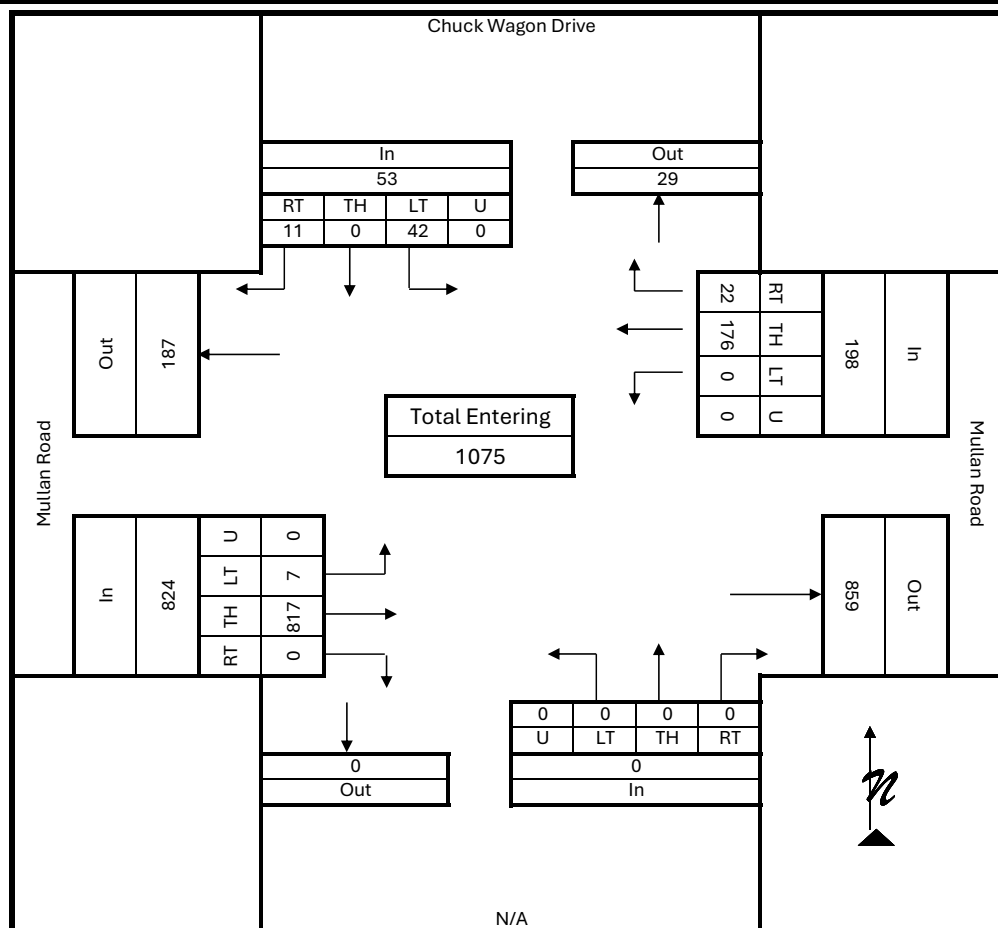 Chuck Wagon Drive
In
53
RT TH LT U
11 0 42 0
Out
29
Out
187
Mullan Road
RT 22
TH 176
LT 0
U 0
198
In
Mullan Road
Total Entering
1075
In
824
U 0
LT 7
TH 817
RT 0
859
Out
0
Out
0 0 0 0
U LT TH RT
0
In
N
N/A